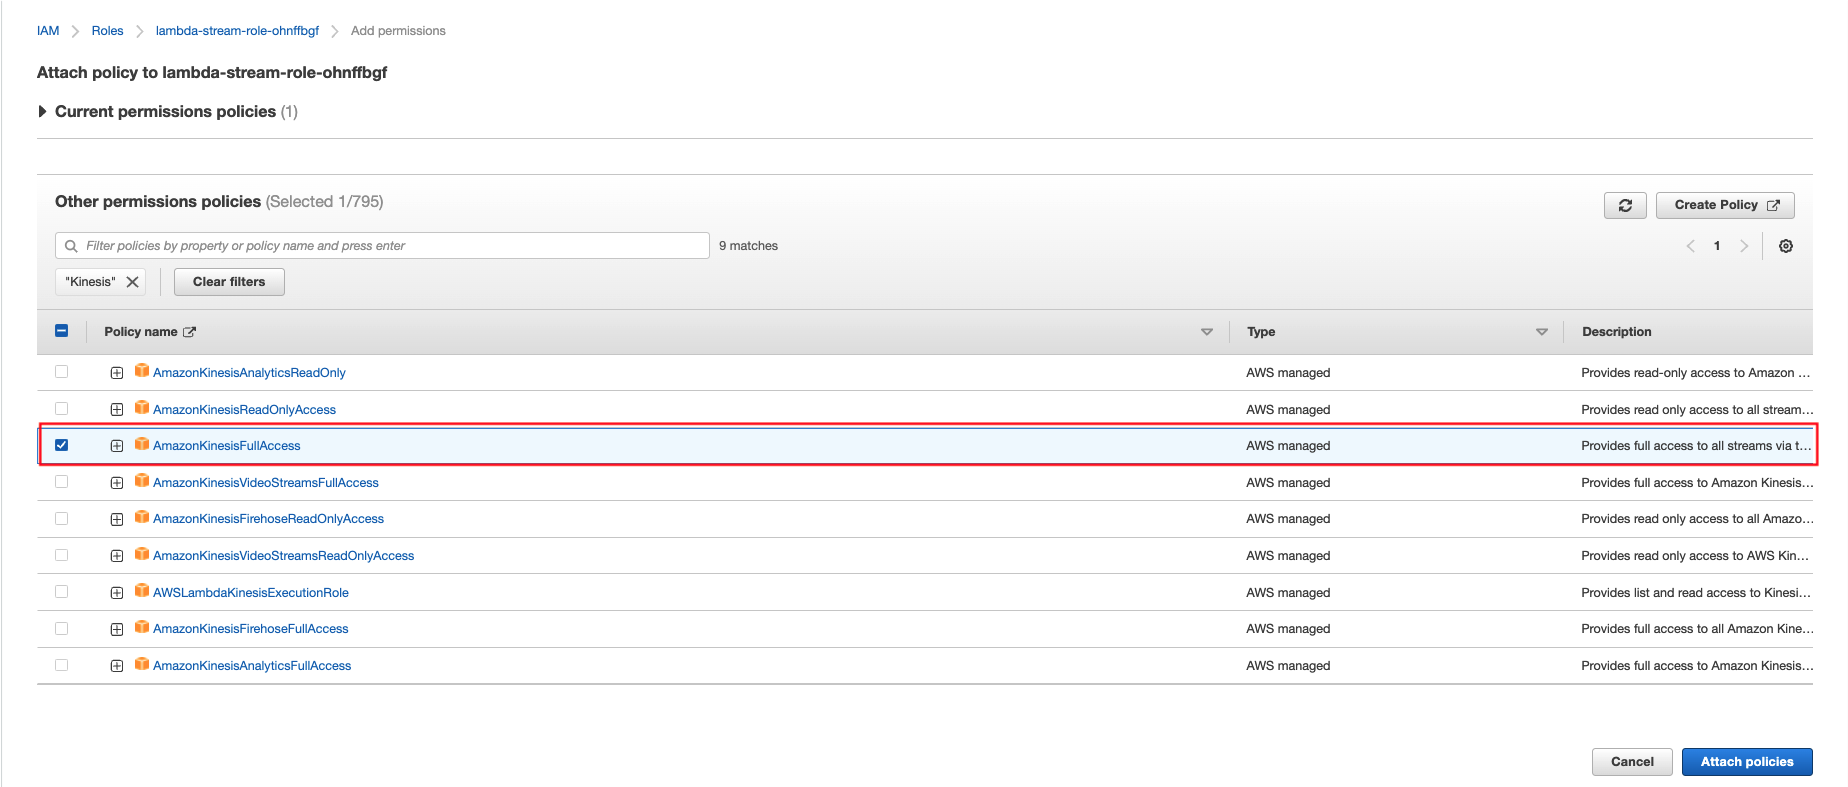 IAM Roles lambda-stream-role-ohnffbgf Add permissions
Attach policy to lambda-stream-role-ohnffbgf
Current permissions policies (1)
Other permissions policies (Selected 1/795)
Create Policy
Filter policies by property or policy name and press enter
9 matches
1
"Kinesis"
Clear filters
Policy name Type Description
AmazonKinesisAnalyticsReadOnly AWS managed Provides read-only access to Amazon ...
AmazonKinesisReadOnlyAccess AWS managed Provides read only access to all stream...
AmazonKinesisFullAccess AWS managed Provides full access to all streams via t...
AmazonKinesisVideoStreamsFullAccess AWS managed Provides full access to Amazon Kinesis...
AmazonKinesisFirehoseReadOnlyAccess AWS managed Provides read only access to all Amazo...
AmazonKinesisVideoStreamsReadOnlyAccess AWS managed Provides read only access to AWS Kin...
AWSLambdaKinesisExecutionRole AWS managed Provides list and read access to Kinesi...
AmazonKinesisFirehoseFullAccess AWS managed Provides full access to all Amazon Kine...
AmazonKinesisAnalyticsFullAccess AWS managed Provides full access to Amazon Kinesis...
Cancel Attach policies